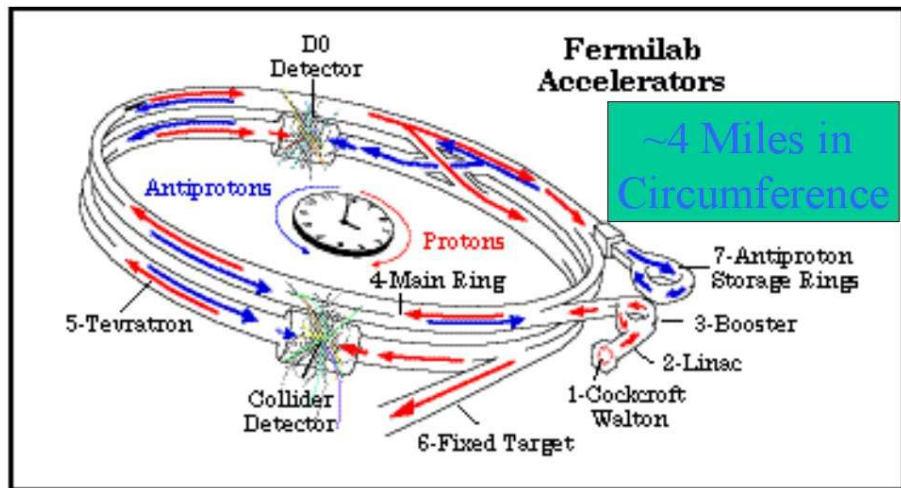 D0
Detector
Fermilab
Accelerators
~4 Miles in
Circumference
Antiprotons
Protons
7-Antiproton
Storage Rings
4-Main Ring
5-Tevratron
3-Booster
2-Linac
1-Cockcroft
Walton
Collider
Detector
6-Fixed Target